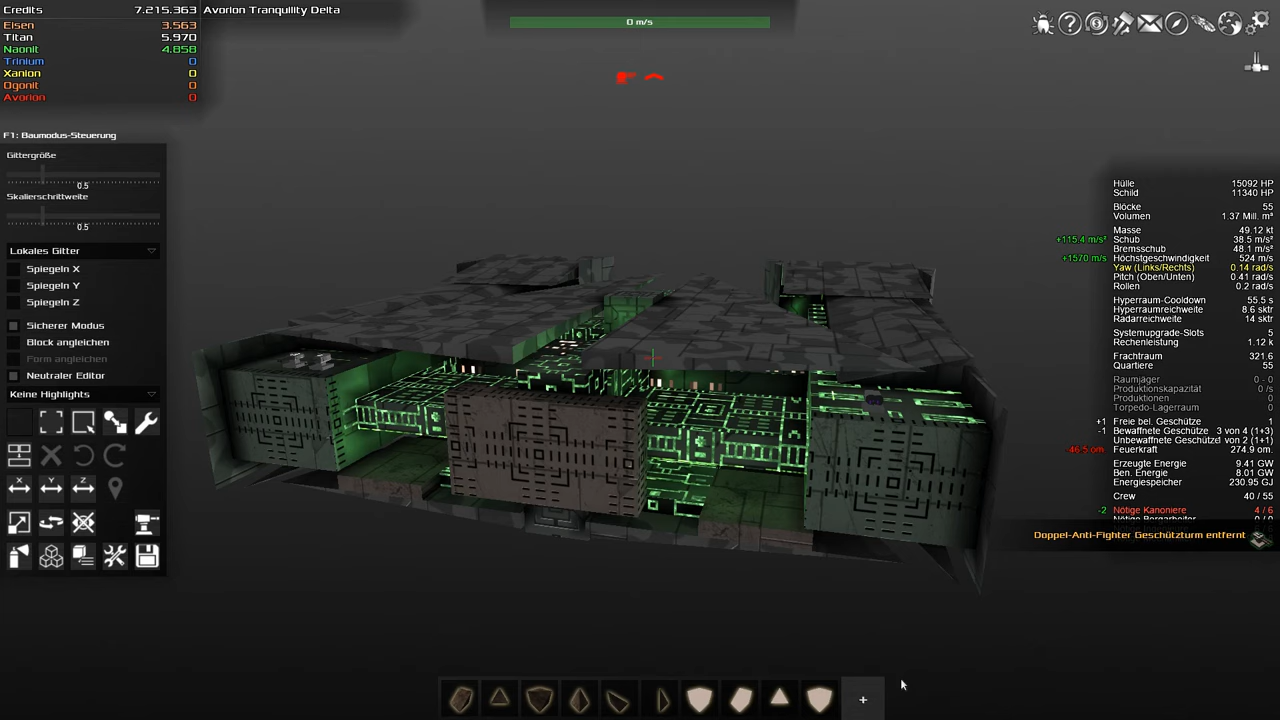 Credits 7.215.363 Avorion Tranquility Delta
Eisen 3.563
Titan 5.970
Naonit 4.858
Trinium 0
Xanion 0
Ogonit 0
Avorion 0
0 m/s
F1: Baumodus-Steuerung
Gittergröße
0.5
Skalierschrittweite
0.5
Lokales Gitter
Spiegeln X
Spiegeln Y
Spiegeln Z
Sicherer Modus
Block angleichen
Form angleichen
Neutraler Editor
Keine Highlights
X Y Z
Hülle 15092 HP
Schild 11340 HP
Blöcke 55
Volumen 1.37 Mill. m³
Masse 49.12 kt
+115.4 m/s² Schub 38.5 m/s²
Bremsschub 48.1 m/s²
+1570 m/s Höchstgeschwindigkeit 524 m/s
Yaw (Links/Rechts) 0.14 rad/s
Pitch (Oben/Unten) 0.41 rad/s
Rollen 0.2 rad/s
Hyperraum-Cooldown 55.5 s
Hyperraumreichweite 8.6 sktr
Radarreichweite 14 sktr
Systemupgrade-Slots 5
Rechenleistung 1.12 k
Frachtraum 321.6
Quartiere 55
Raumjäger 0 - 0
Produktionskapazität 0 /s
Produktionen 0
Torpedo-Lagerraum 0
+1 Freie bel. Geschütze 1
-1 Bewaffnete Geschütze 3 von 4 (1+3)
Unbewaffnete Geschütze 1 von 2 (1+1)
-46.5 om. Feuerkraft 274.9 om.
Erzeugte Energie 9.41 GW
Ben. Energie 8.01 GW
Energiespeicher 230.95 GJ
Crew 40 / 55
-2 Nötige Kanoniere 4 / 6
Doppel-Anti-Fighter Geschützturm entfernt
+